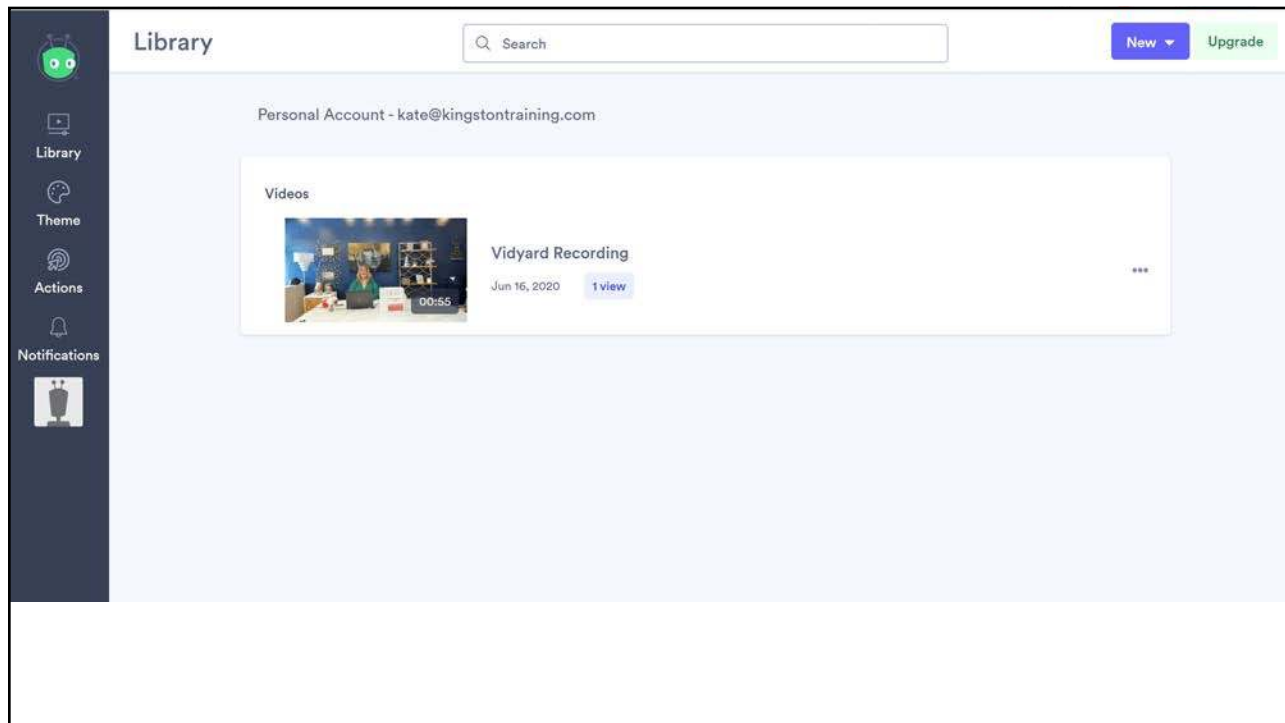 Library
Search
New
Upgrade
Library
Theme
Actions
Notifications
Personal Account - kate@kingstontraining.com
Videos
00:55
Vidyard Recording
Jun 16, 2020 1 view